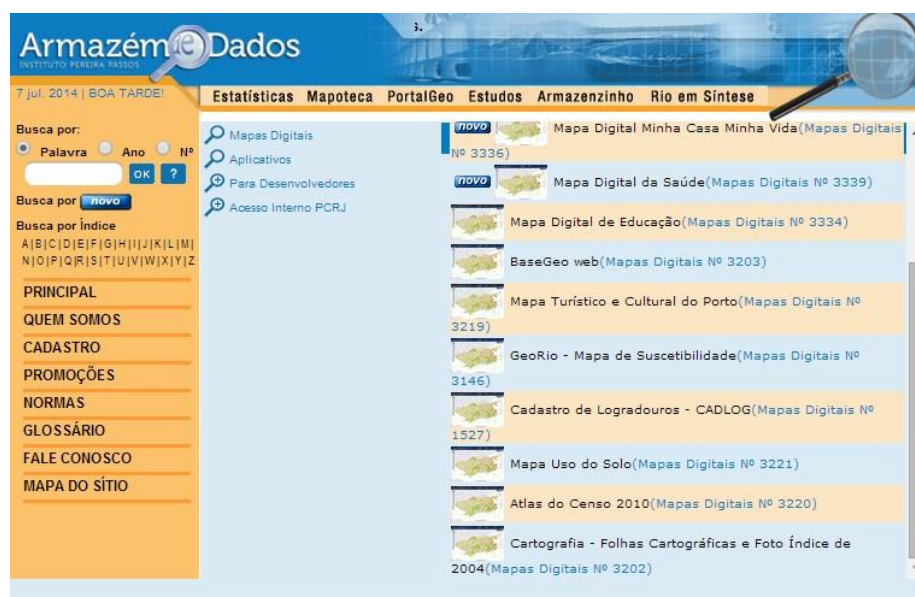 Armazém de Dados
INSTITUTO PEREIRA PASSOS
s.
7 jul. 2014 | BOA TARDE!
Estatísticas Mapoteca PortalGeo Estudos Armazenzinho Rio em Síntese
Busca por:
Palavra Ano Nº
OK ?
Busca por novo
Busca por Índice
A|B|C|D|E|F|G|H|I|J|K|L|M|
N|O|P|Q|R|S|T|U|V|W|X|Y|Z
PRINCIPAL
QUEM SOMOS
CADASTRO
PROMOÇÕES
NORMAS
GLOSSÁRIO
FALE CONOSCO
MAPA DO SÍTIO
Mapas Digitais
Aplicativos
Para Desenvolvedores
Acesso Interno PCRJ
novo Mapa Digital Minha Casa Minha Vida(Mapas Digitais
Nº 3336)
novo Mapa Digital da Saúde(Mapas Digitais Nº 3339)
Mapa Digital de Educação(Mapas Digitais Nº 3334)
BaseGeo web(Mapas Digitais Nº 3203)
Mapa Turístico e Cultural do Porto(Mapas Digitais Nº
3219)
GeoRio - Mapa de Suscetibilidade(Mapas Digitais Nº
3146)
Cadastro de Logradouros - CADLOG(Mapas Digitais Nº
1527)
Mapa Uso do Solo(Mapas Digitais Nº 3221)
Atlas do Censo 2010(Mapas Digitais Nº 3220)
Cartografia - Folhas Cartográficas e Foto Índice de
2004(Mapas Digitais Nº 3202)